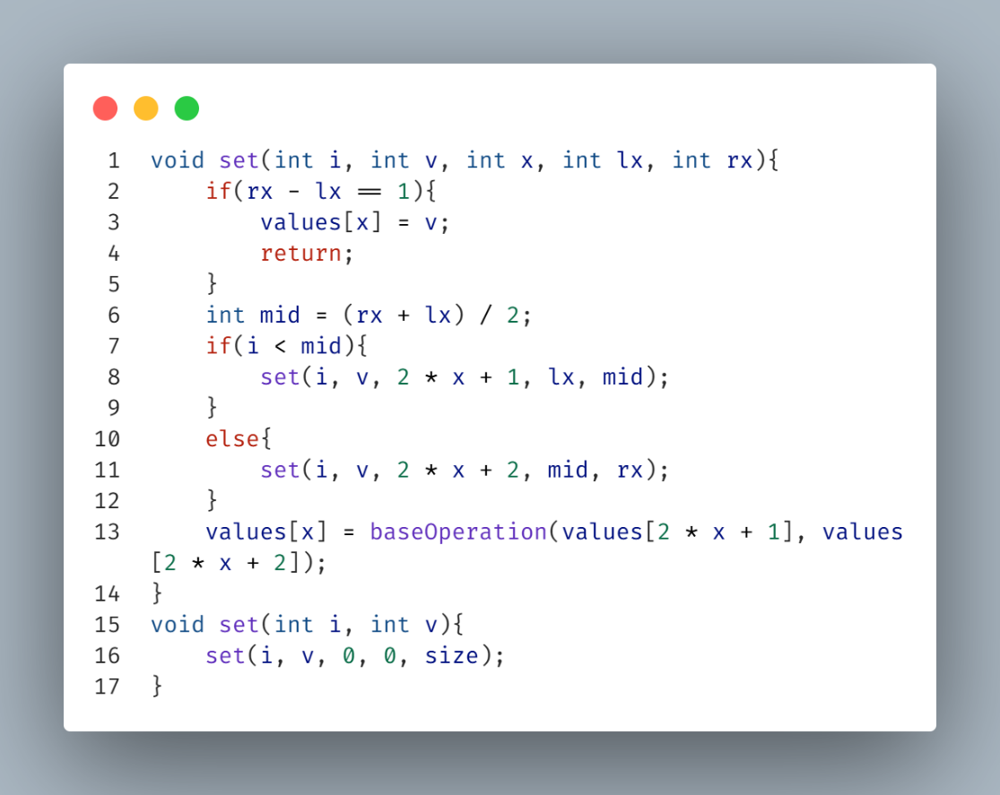 1 void set(int i, int v, int x, int lx, int rx){
2     if(rx - lx == 1){
3         values[x] = v;
4         return;
5     }
6     int mid = (rx + lx) / 2;
7     if(i < mid){
8         set(i, v, 2 * x + 1, lx, mid);
9     }
10     else{
11         set(i, v, 2 * x + 2, mid, rx);
12     }
13     values[x] = baseOperation(values[2 * x + 1], values
[2 * x + 2]);
14 }
15 void set(int i, int v){
16     set(i, v, 0, 0, size);
17 }